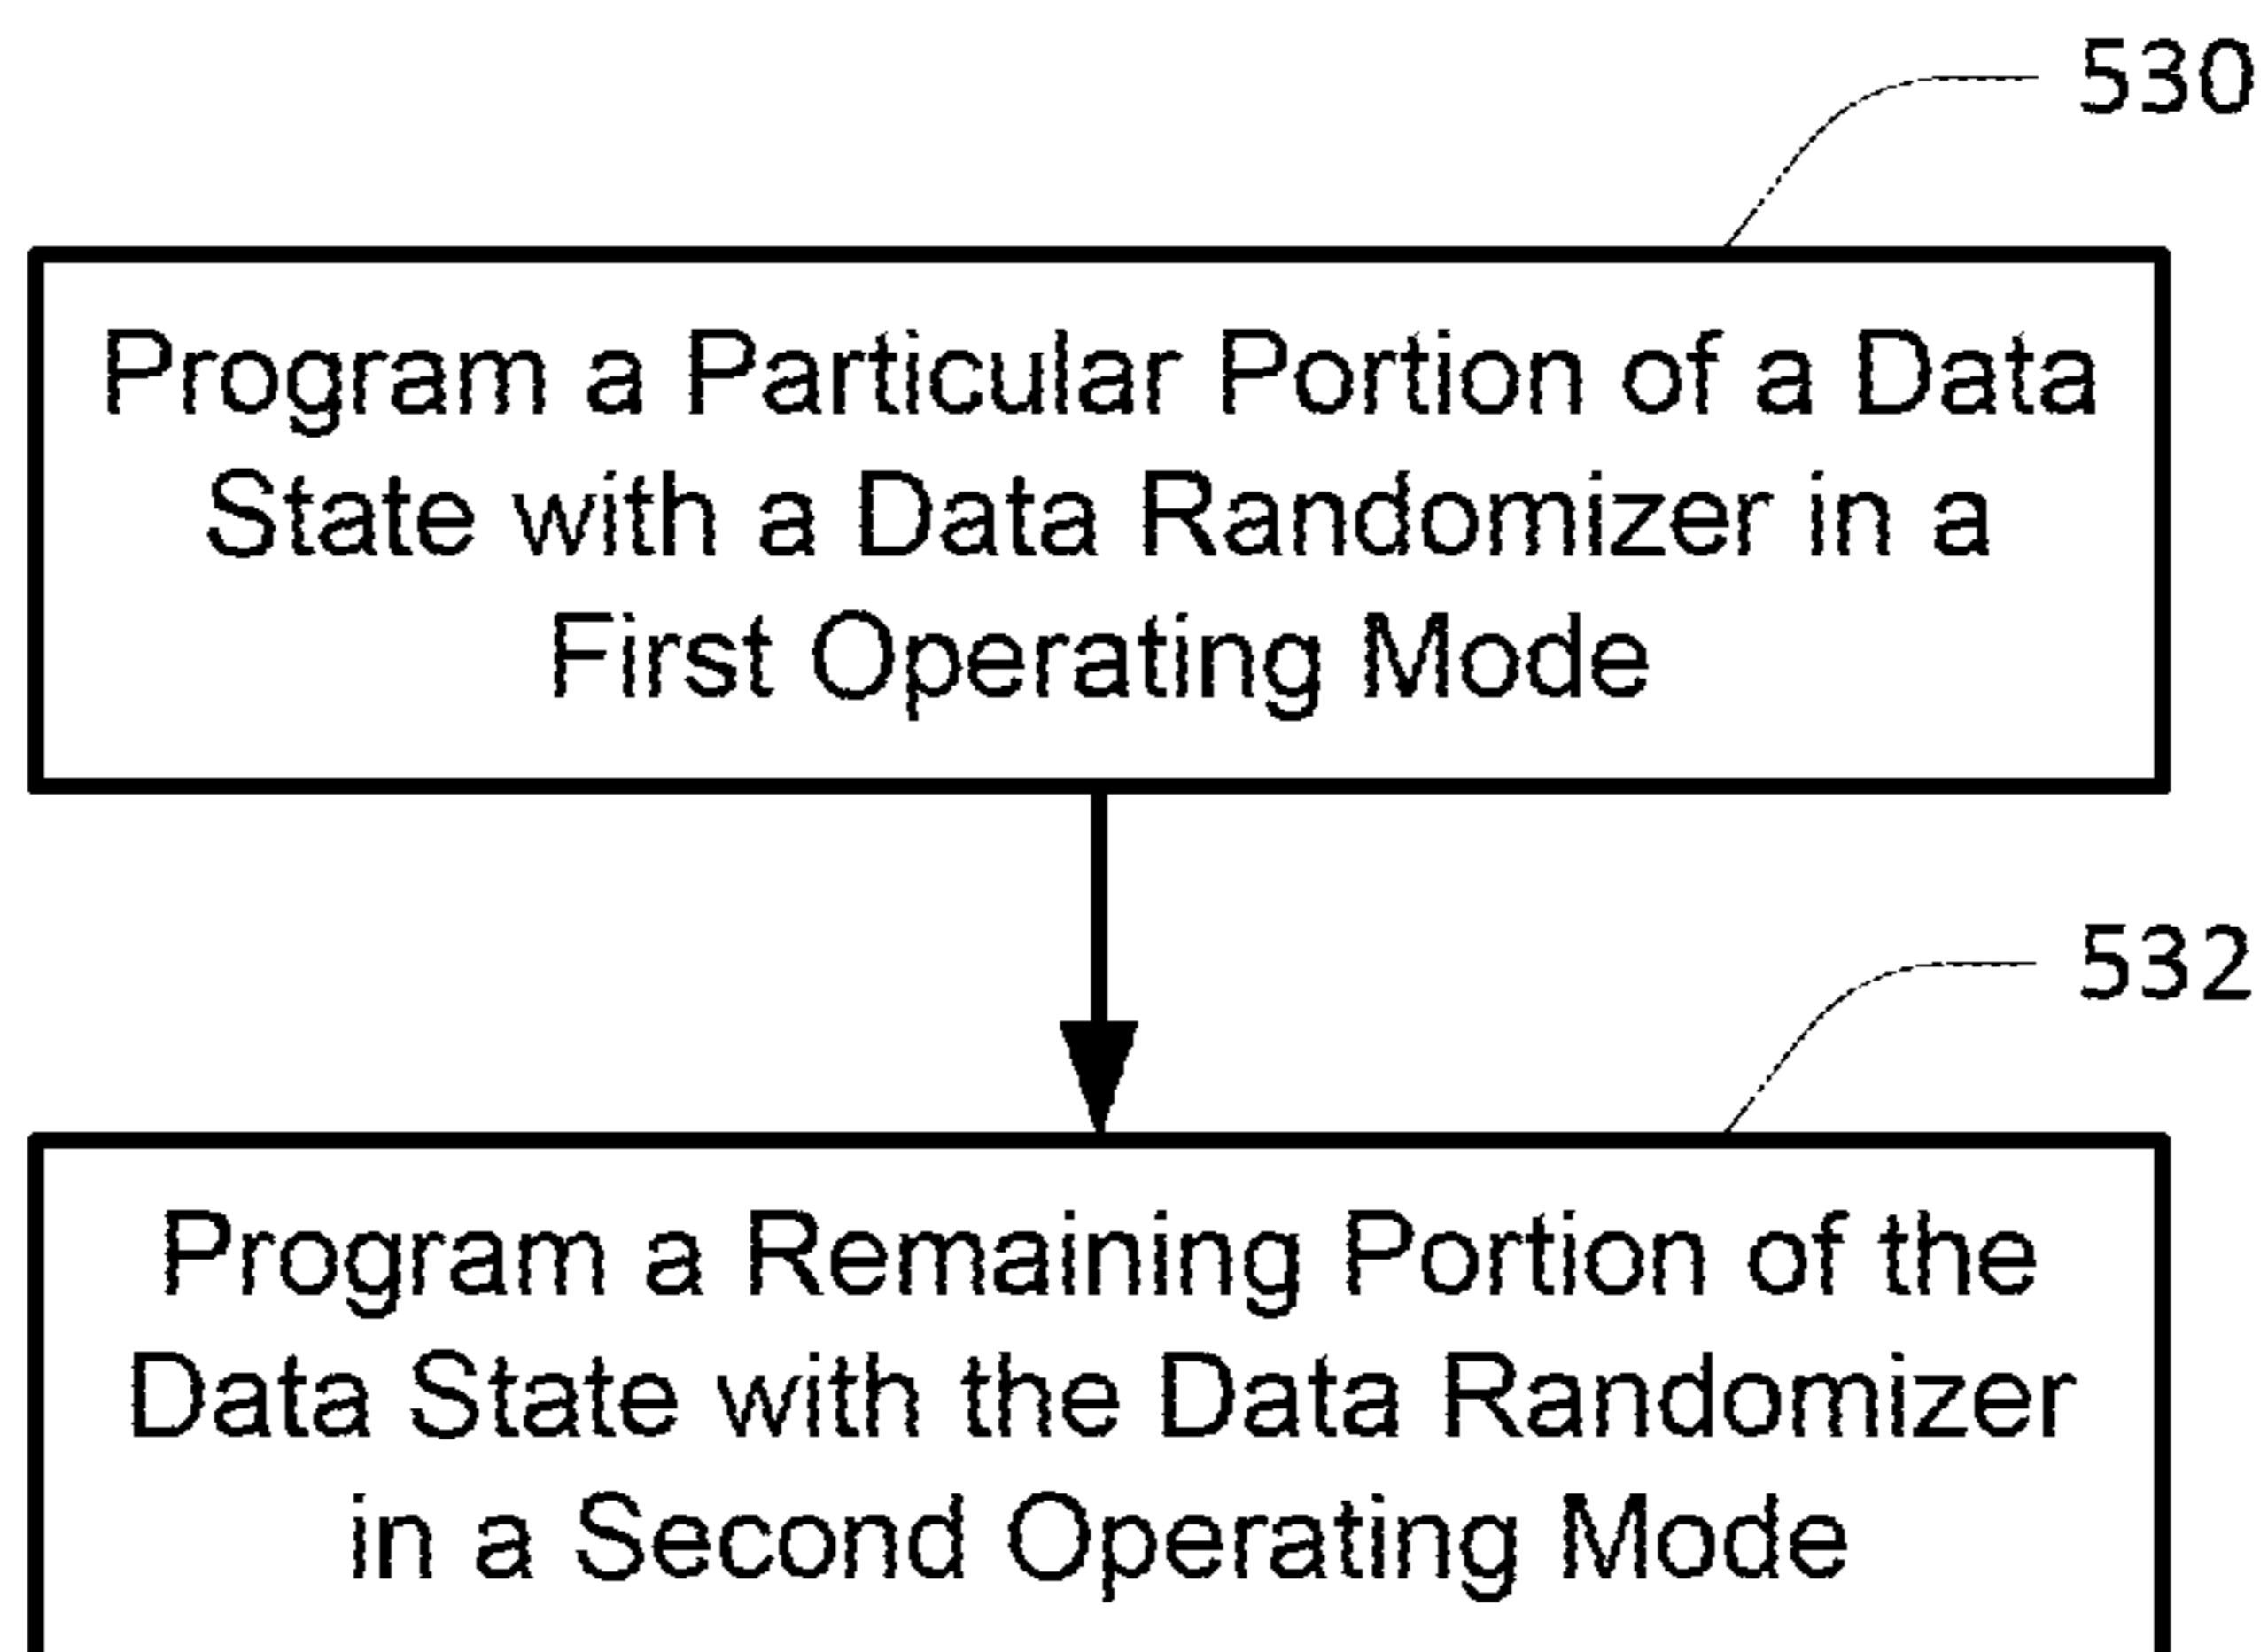 530
Program a Particular Portion of a Data
State with a Data Randomizer in a
First Operating Mode
532
Program a Remaining Portion of the
Data State with the Data Randomizer
in a Second Operating Mode